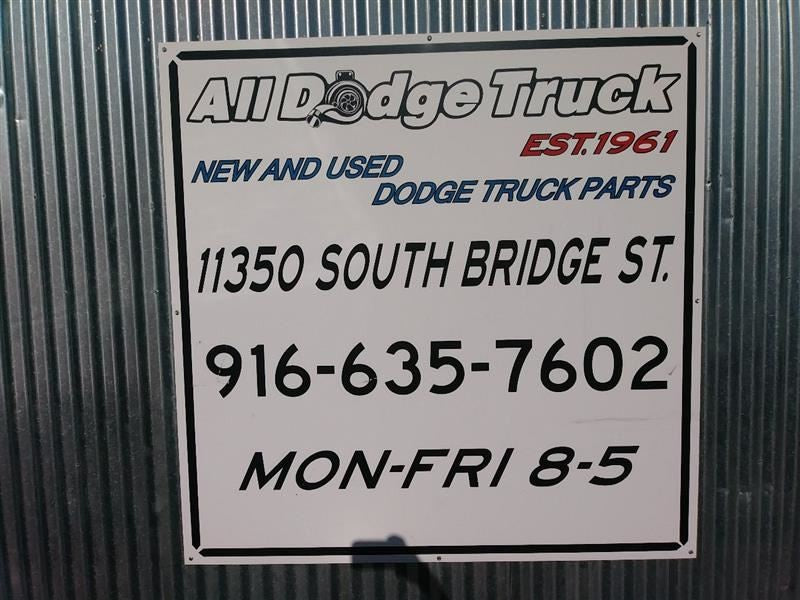 All Dodge Truck
EST.1961
NEW AND USED
DODGE TRUCK PARTS
11350 SOUTH BRIDGE ST.
916-635-7602
MON-FRI 8-5